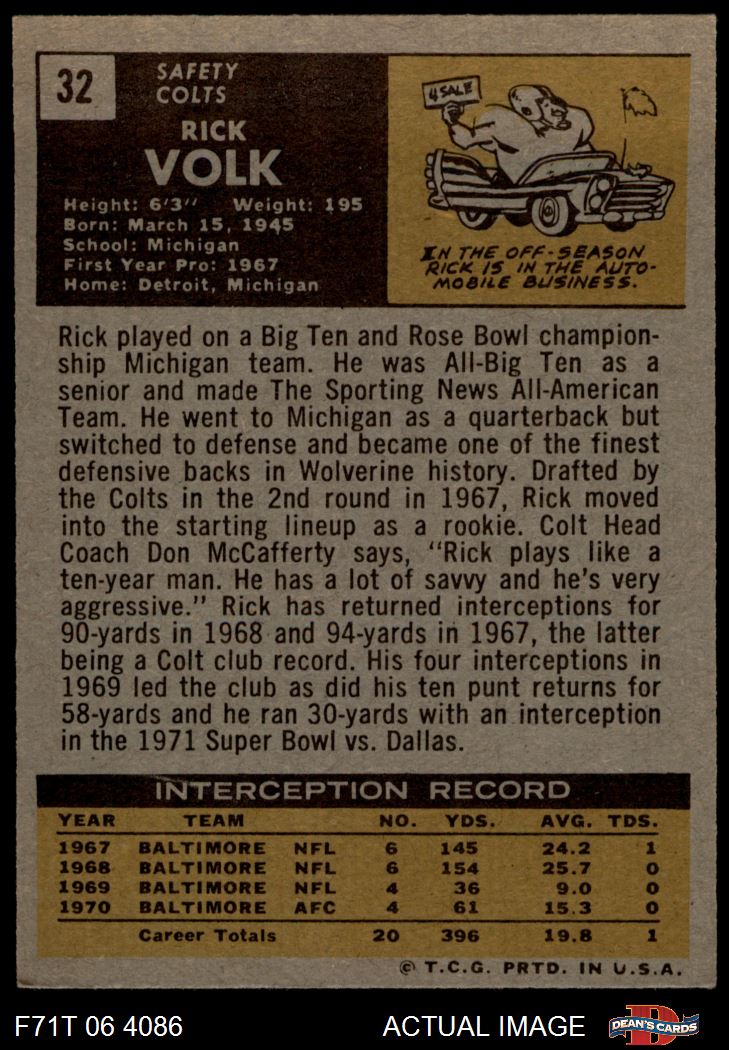 32
SAFETY
COLTS
RICK
VOLK
Height: 6'3" Weight: 195
Born: March 15, 1945
School: Michigan
First Year Pro: 1967
Home: Detroit, Michigan
4 SALE
IN THE OFF-SEASON
RICK IS IN THE AUTO-
MOBILE BUSINESS.
Rick played on a Big Ten and Rose Bowl champion-
ship Michigan team. He was All-Big Ten as a
senior and made The Sporting News All-American
Team. He went to Michigan as a quarterback but
switched to defense and became one of the finest
defensive backs in Wolverine history. Drafted by
the Colts in the 2nd round in 1967, Rick moved
into the starting lineup as a rookie. Colt Head
Coach Don McCafferty says, "Rick plays like a
ten-year man. He has a lot of savvy and he's very
aggressive." Rick has returned interceptions for
90-yards in 1968 and 94-yards in 1967, the latter
being a Colt club record. His four interceptions in
1969 led the club as did his ten punt returns for
58-yards and he ran 30-yards with an interception
in the 1971 Super Bowl vs. Dallas.
INTERCEPTION RECORD
YEAR TEAM NO. YDS. AVG. TDS.
1967 BALTIMORE NFL 6 145 24.2 1
1968 BALTIMORE NFL 6 154 25.7 0
1969 BALTIMORE NFL 4 36 9.0 0
1970 BALTIMORE AFC 4 61 15.3 0
Career Totals 20 396 19.8 1
© T.C.G. PRTD. IN U.S.A.
F71T 06 4086 ACTUAL IMAGE
DEAN'S CARDS